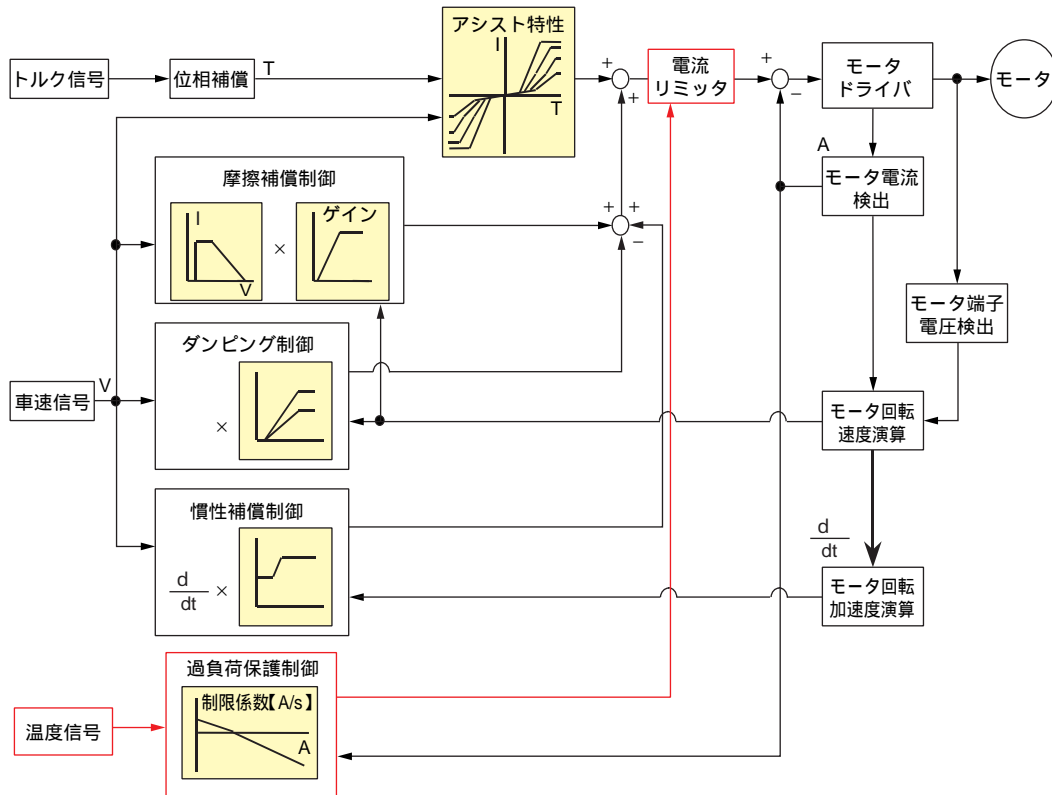 アシスト特性
I
T
トルク信号
位相補償
T
+
+
電流
リミッタ
+
−
モータ
ドライバ
モータ
A
モータ電流
検出
摩擦補償制御
I
V
×
ゲイン
+ +
−
モータ端子
電圧検出
ダンピング制御
×
車速信号
V
モータ回転
速度演算
慣性補償制御
d
dt
×
d
dt
モータ回転
加速度演算
過負荷保護制御
制限係数【A/s】
A
温度信号